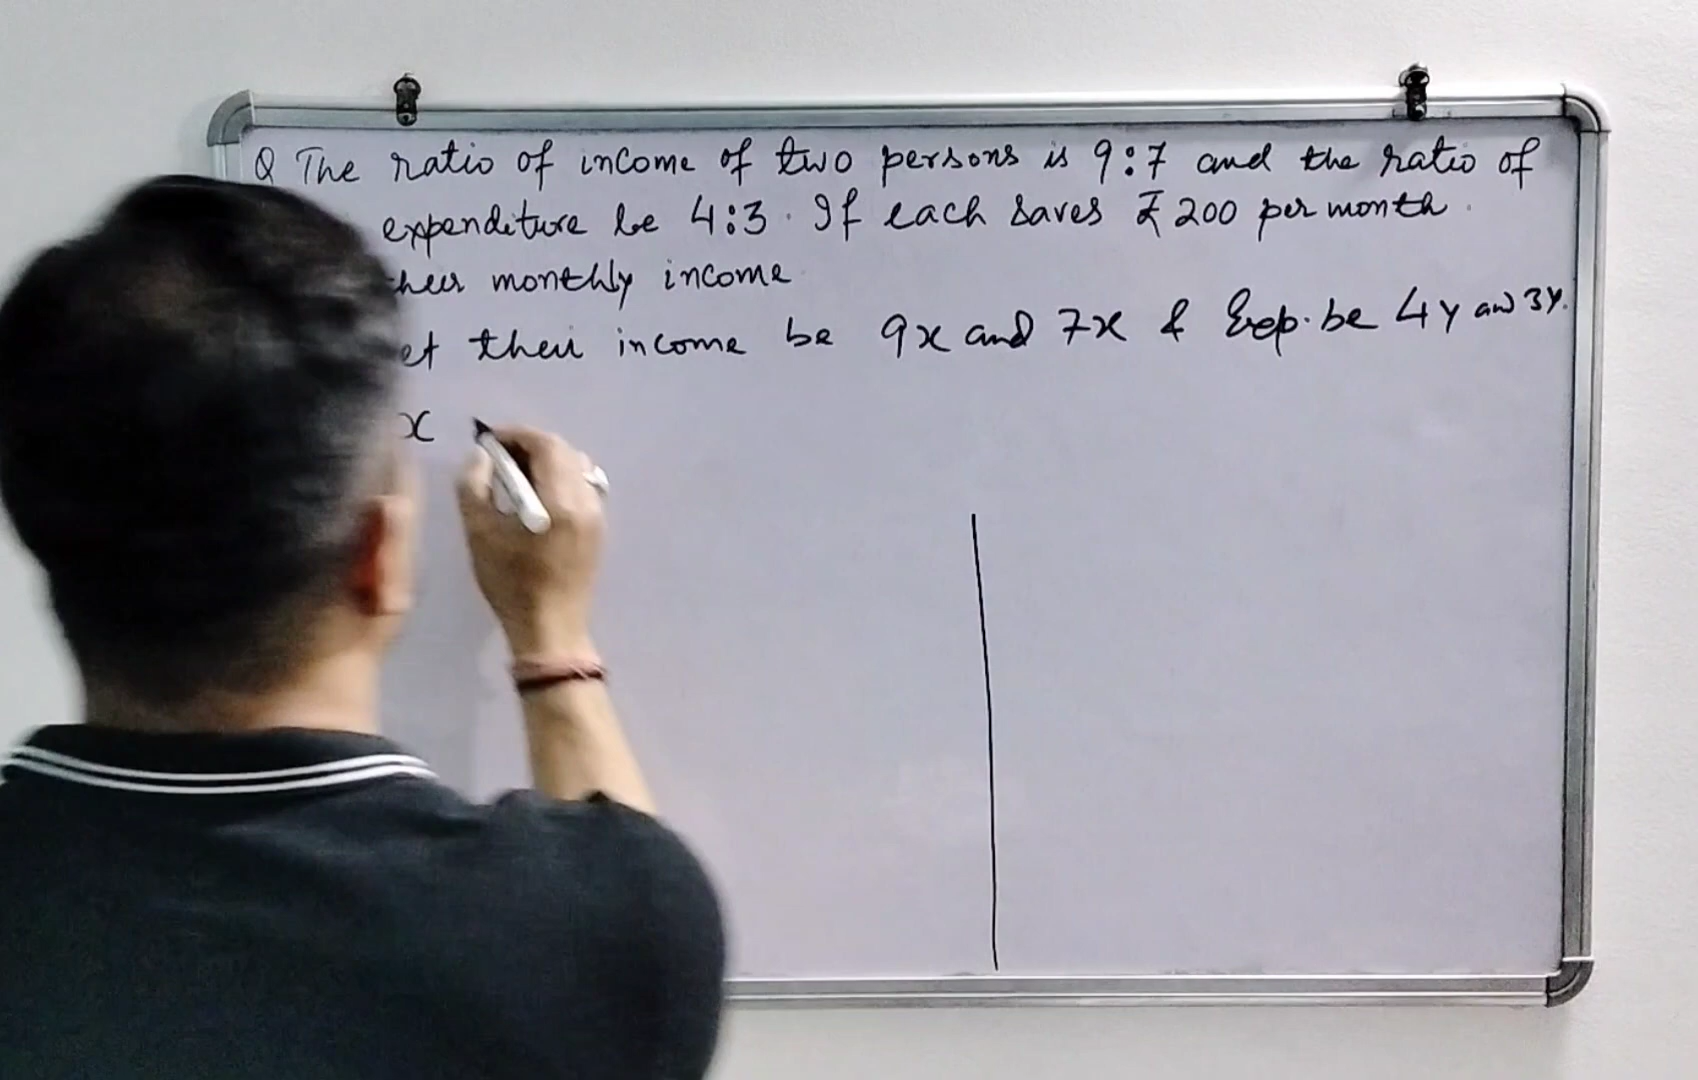 Q The ratio of income of two persons is 9:7 and the ratio of
expenditure be 4:3. If each saves ₹200 per month.
monthly income
their income be 9x and 7x & Exp. be 4y and 3y.
x